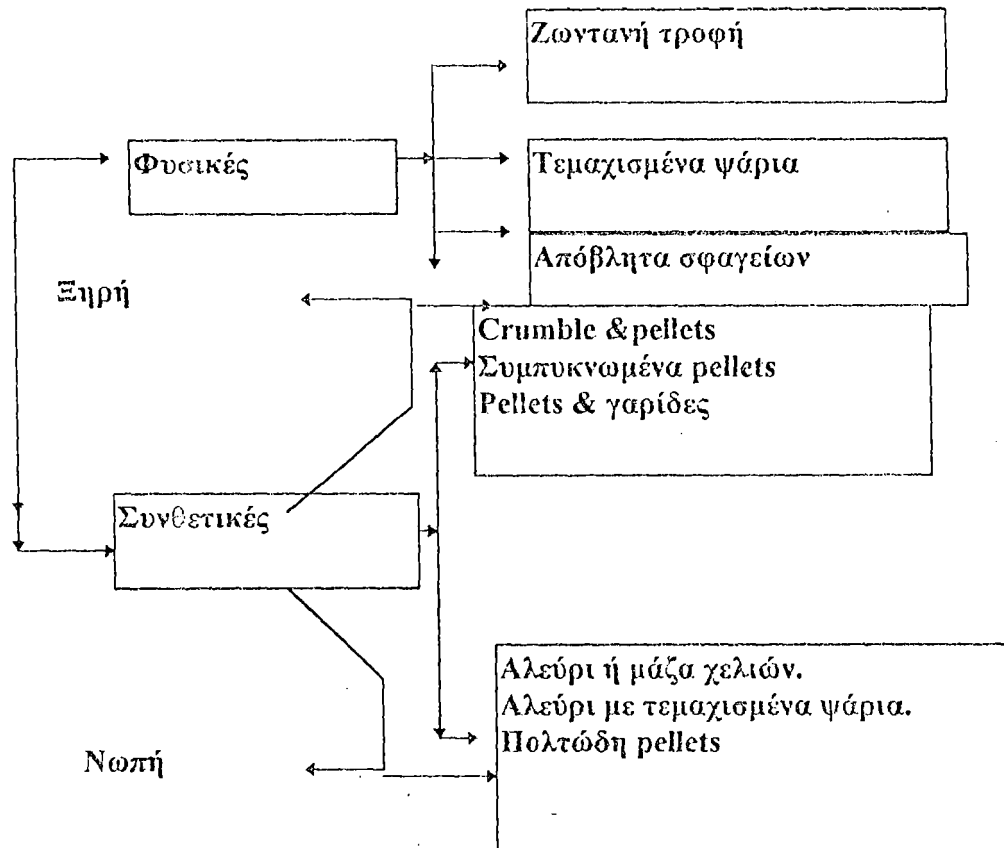 Ζωντανή τροφή
Φυσικές
Τεμαχισμένα ψάρια
Απόβλητα σφαγείων
Ξηρή
Crumble &pellets
Συμπυκνωμένα pellets
Pellets & γαρίδες
Συνθετικές
Αλεύρι ή μάζα χελιών.
Αλεύρι με τεμαχισμένα ψάρια.
Πολτώδη pellets
Νωπή